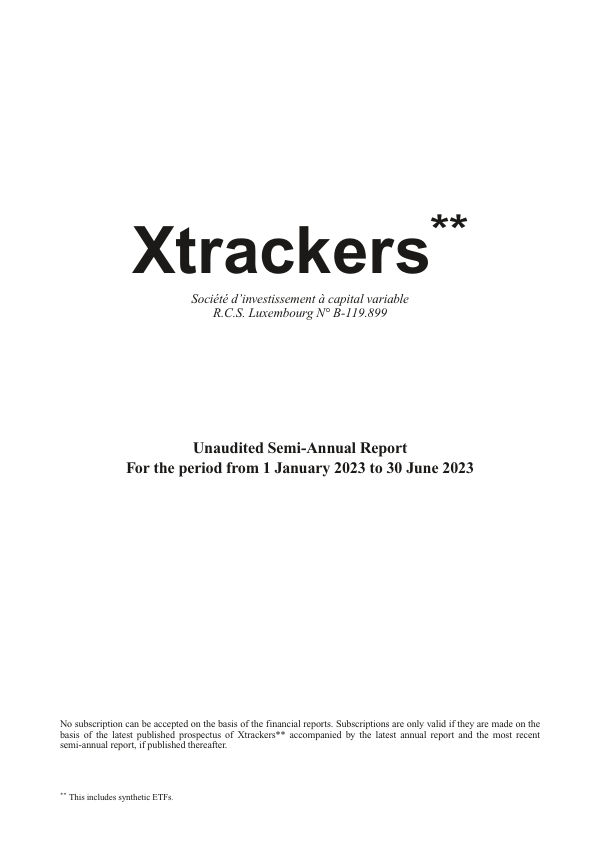 Xtrackers**
Société d’investissement à capital variable
R.C.S. Luxembourg N° B-119.899
Unaudited Semi-Annual Report
For the period from 1 January 2023 to 30 June 2023
No subscription can be accepted on the basis of the financial reports. Subscriptions are only valid if they are made on the
basis of the latest published prospectus of Xtrackers** accompanied by the latest annual report and the most recent
semi-annual report, if published thereafter.
** This includes synthetic ETFs.